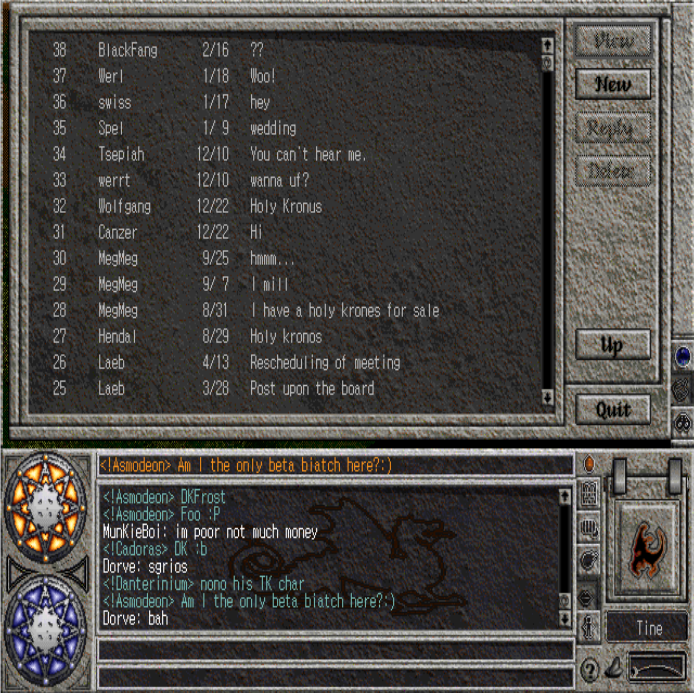 38 BlackFang 2/16 ??
37 Werl 1/18 Woo!
36 swiss 1/17 hey
35 Spel 1/ 9 wedding
34 Tsepiah 12/10 You can't hear me.
33 werrt 12/10 wanna uf?
32 Wolfgang 12/22 Holy Kronus
31 Canzer 12/22 Hi
30 MegMeg 9/25 hmmm...
29 MegMeg 9/ 7 I mill
28 MegMeg 8/31 I have a holy krones for sale
27 Hendal 8/29 Holy kronos
26 Laeb 4/13 Rescheduling of meeting
25 Laeb 3/28 Post upon the board
View
New
Reply
Delete
Up
Quit
<!Asmodeon> Am I the only beta biatch here?:)
<!Asmodeon> DKFrost
<!Asmodeon> Foo :P
MunKieBoi: im poor not much money
<!Cadoras> DK :b
Dorve: sgrios
<!Danterinium> nono his TK char
<!Asmodeon> Am I the only beta biatch here?:)
Dorve: bah
Tine
?